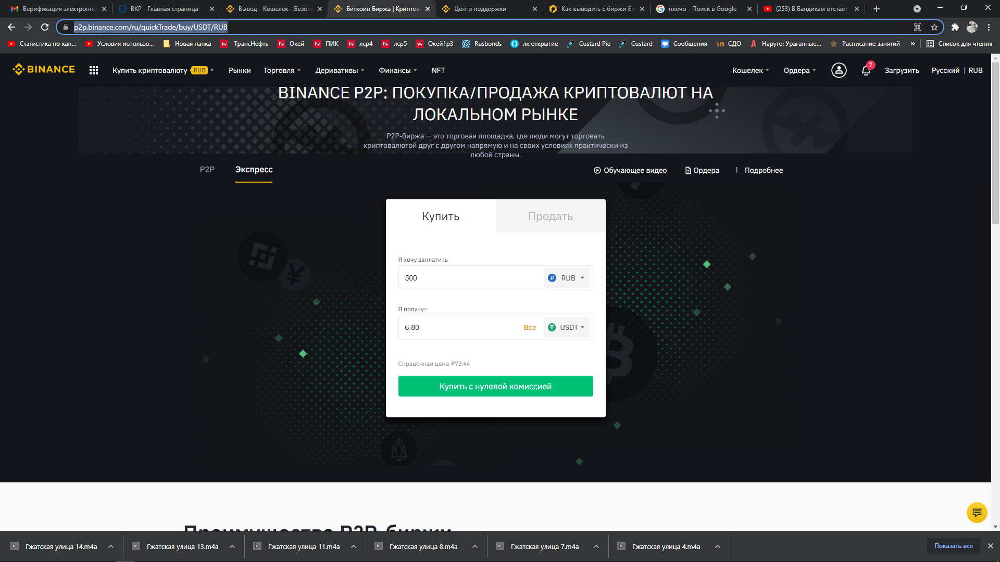 Верификация электронно
ВКР - Главная страница
Вывод - Кошелек - Безопа
Биткоин Биржа | Криптов
Центр поддержки
Как выводить с биржи Би
плечо - Поиск в Google
(253) В Бандикам отстает
p2p.binance.com/ru/quickTrade/buy/USDT/RUB
Статистика по кан...
Условия использо...
Новая папка
ТрансНефть
Окей
ПИК
лср4
лср5
Окей1р3
Rusbonds
лк открытие
Custard Pie
Custard
Сообщения
СДО
Наруто: Ураганные...
Расписание занятий
»
Список для чтения
BINANCE
Купить криптовалюту RUB
Рынки
Торговля
Деривативы
Финансы
NFT
Кошелек
Ордера
7
Загрузить
Русский | RUB
BINANCE P2P: ПОКУПКА/ПРОДАЖА КРИПТОВАЛЮТ НА
ЛОКАЛЬНОМ РЫНКЕ
P2P-биржа — это торговая площадка, где люди могут торговать
криптовалютой друг с другом напрямую и на своих условиях практически из
любой страны.
P2P
Экспресс
Обучающее видео
Ордера
Подробнее
Купить
Продать
Я хочу заплатить
500
RUB
Я получу≈
6.80
Все
USDT
Справочная цена ₽73.44
Купить с нулевой комиссией
Преимущества P2P-биржи
Гжатская улица 14.m4a
Гжатская улица 13.m4a
Гжатская улица 11.m4a
Гжатская улица 8.m4a
Гжатская улица 7.m4a
Гжатская улица 4.m4a
Показать все